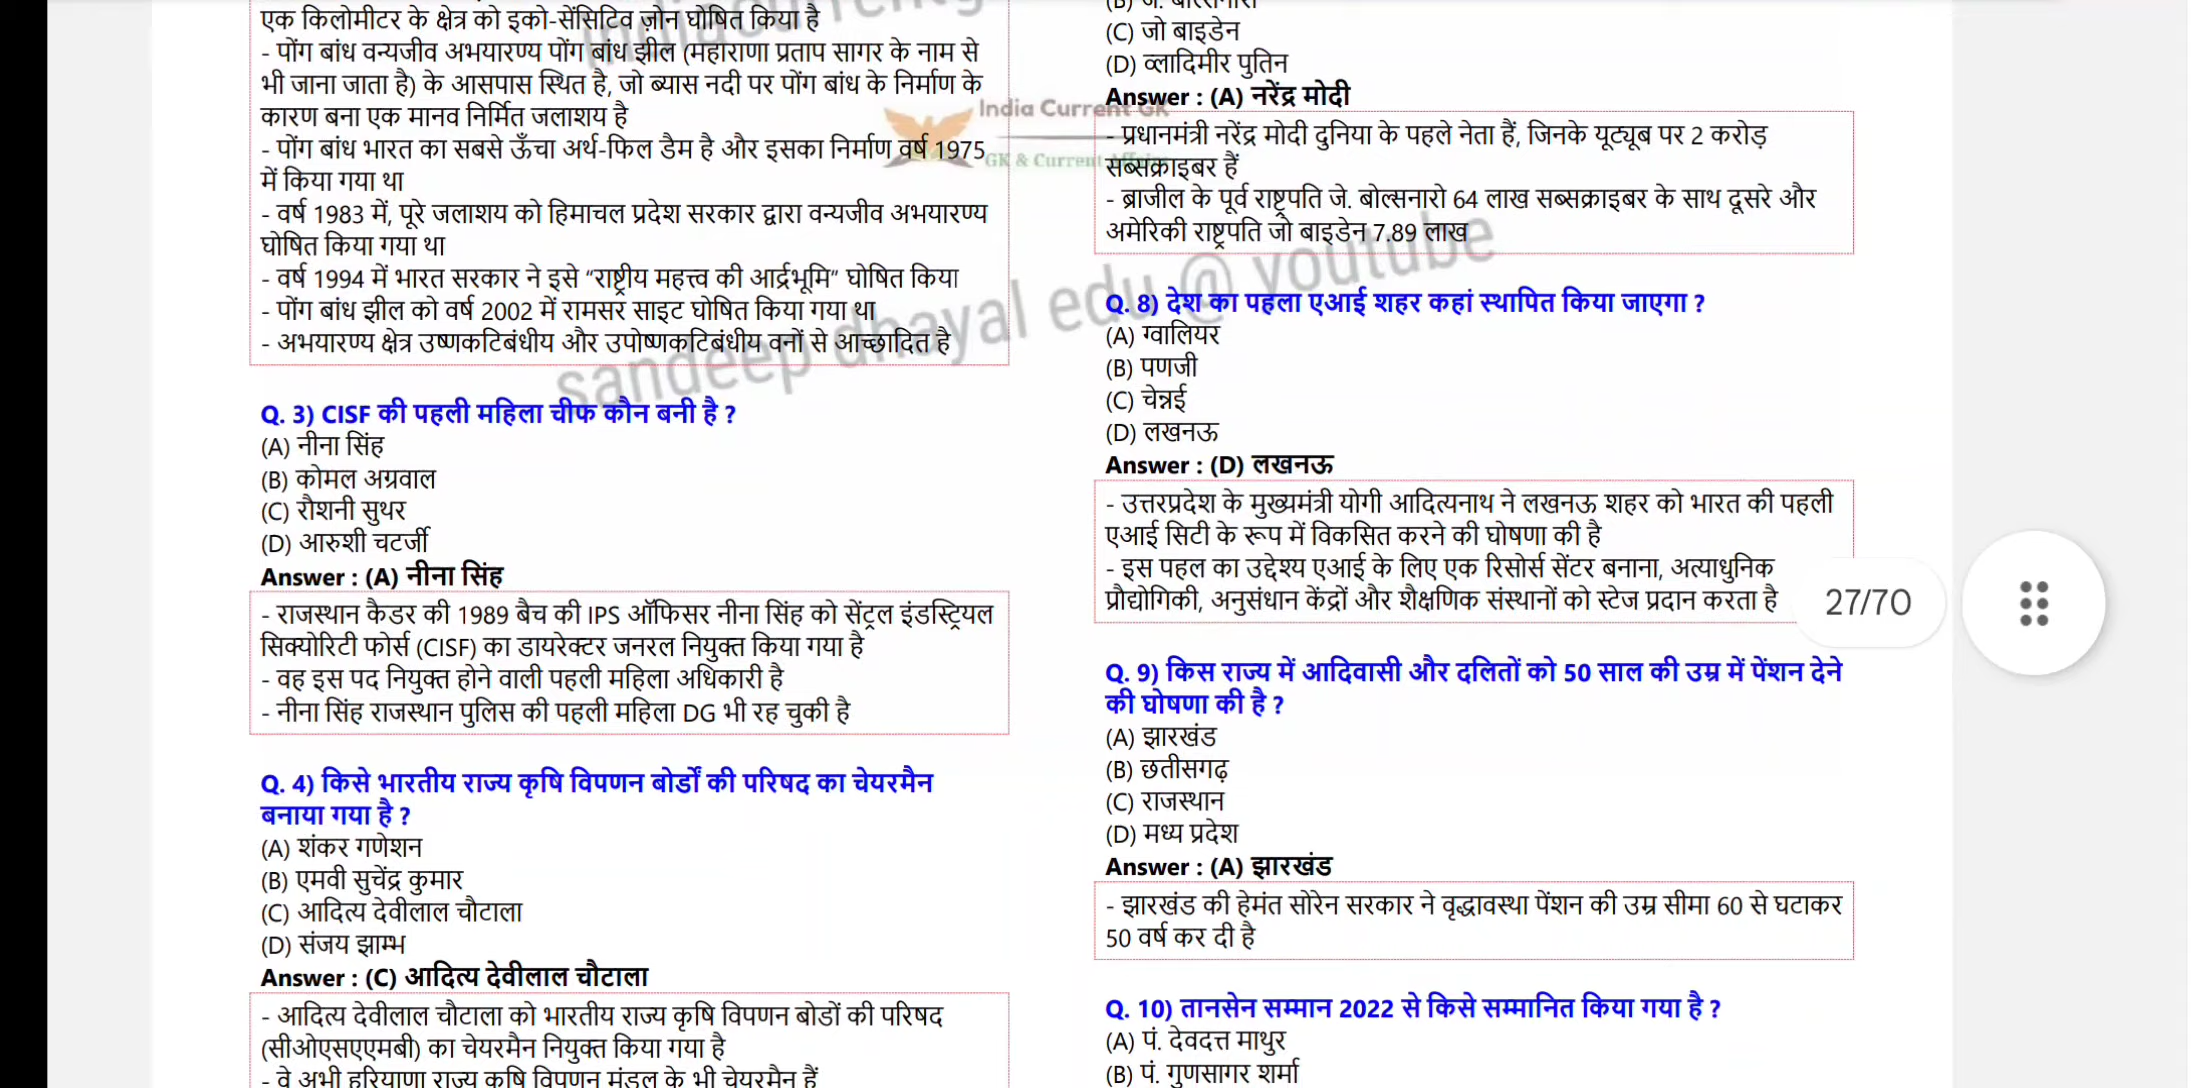 एक किलोमीटर के क्षेत्र को इको-सेंसिटिव ज़ोन घोषित किया है
- पोंग बांध वन्यजीव अभयारण्य पोंग बांध झील (महाराणा प्रताप सागर के नाम से
भी जाना जाता है) के आसपास स्थित है, जो ब्यास नदी पर पोंग बांध के निर्माण के
कारण बना एक मानव निर्मित जलाशय है
- पोंग बांध भारत का सबसे ऊँचा अर्थ-फिल डैम है और इसका निर्माण वर्ष 1975
में किया गया था
- वर्ष 1983 में, पूरे जलाशय को हिमाचल प्रदेश सरकार द्वारा वन्यजीव अभयारण्य
घोषित किया गया था
- वर्ष 1994 में भारत सरकार ने इसे “राष्ट्रीय महत्त्व की आर्द्रभूमि” घोषित किया
- पोंग बांध झील को वर्ष 2002 में रामसर साइट घोषित किया गया था
- अभयारण्य क्षेत्र उष्णकटिबंधीय और उपोष्णकटिबंधीय वनों से आच्छादित है
Q. 3) CISF की पहली महिला चीफ कौन बनी है ?
(A) नीना सिंह
(B) कोमल अग्रवाल
(C) रौशनी सुथर
(D) आरुशी चटर्जी
Answer : (A) नीना सिंह
- राजस्थान कैडर की 1989 बैच की IPS ऑफिसर नीना सिंह को सेंट्रल इंडस्ट्रियल
सिक्योरिटी फोर्स (CISF) का डायरेक्टर जनरल नियुक्त किया गया है
- वह इस पद नियुक्त होने वाली पहली महिला अधिकारी है
- नीना सिंह राजस्थान पुलिस की पहली महिला DG भी रह चुकी है
Q. 4) किसे भारतीय राज्य कृषि विपणन बोर्डों की परिषद का चेयरमैन
बनाया गया है ?
(A) शंकर गणेशन
(B) एमवी सुचेंद्र कुमार
(C) आदित्य देवीलाल चौटाला
(D) संजय झाम्भ
Answer : (C) आदित्य देवीलाल चौटाला
- आदित्य देवीलाल चौटाला को भारतीय राज्य कृषि विपणन बोर्डों की परिषद
(सीओएसएएमबी) का चेयरमैन नियुक्त किया गया है
- वे अभी हरियाणा राज्य कृषि विपणन मंडल के भी चेयरमैन हैं
(B) जे. बोल्सनारो
(C) जो बाइडेन
(D) व्लादिमीर पुतिन
Answer : (A) नरेंद्र मोदी
- प्रधानमंत्री नरेंद्र मोदी दुनिया के पहले नेता हैं, जिनके यूट्यूब पर 2 करोड़
सब्सक्राइबर हैं
- ब्राजील के पूर्व राष्ट्रपति जे. बोल्सनारो 64 लाख सब्सक्राइबर के साथ दूसरे और
अमेरिकी राष्ट्रपति जो बाइडेन 7.89 लाख
Q. 8) देश का पहला एआई शहर कहां स्थापित किया जाएगा ?
(A) ग्वालियर
(B) पणजी
(C) चेन्नई
(D) लखनऊ
Answer : (D) लखनऊ
- उत्तरप्रदेश के मुख्यमंत्री योगी आदित्यनाथ ने लखनऊ शहर को भारत की पहली
एआई सिटी के रूप में विकसित करने की घोषणा की है
- इस पहल का उद्देश्य एआई के लिए एक रिसोर्स सेंटर बनाना, अत्याधुनिक
प्रौद्योगिकी, अनुसंधान केंद्रों और शैक्षणिक संस्थानों को स्टेज प्रदान करता है
Q. 9) किस राज्य में आदिवासी और दलितों को 50 साल की उम्र में पेंशन देने
की घोषणा की है ?
(A) झारखंड
(B) छतीसगढ़
(C) राजस्थान
(D) मध्य प्रदेश
Answer : (A) झारखंड
- झारखंड की हेमंत सोरेन सरकार ने वृद्धावस्था पेंशन की उम्र सीमा 60 से घटाकर
50 वर्ष कर दी है
Q. 10) तानसेन सम्मान 2022 से किसे सम्मानित किया गया है ?
(A) पं. देवदत्त माथुर
(B) पं. गुणसागर शर्मा
India Current GK
GK & Current Affairs
sandeep dhayal edu @ youtube
27/70